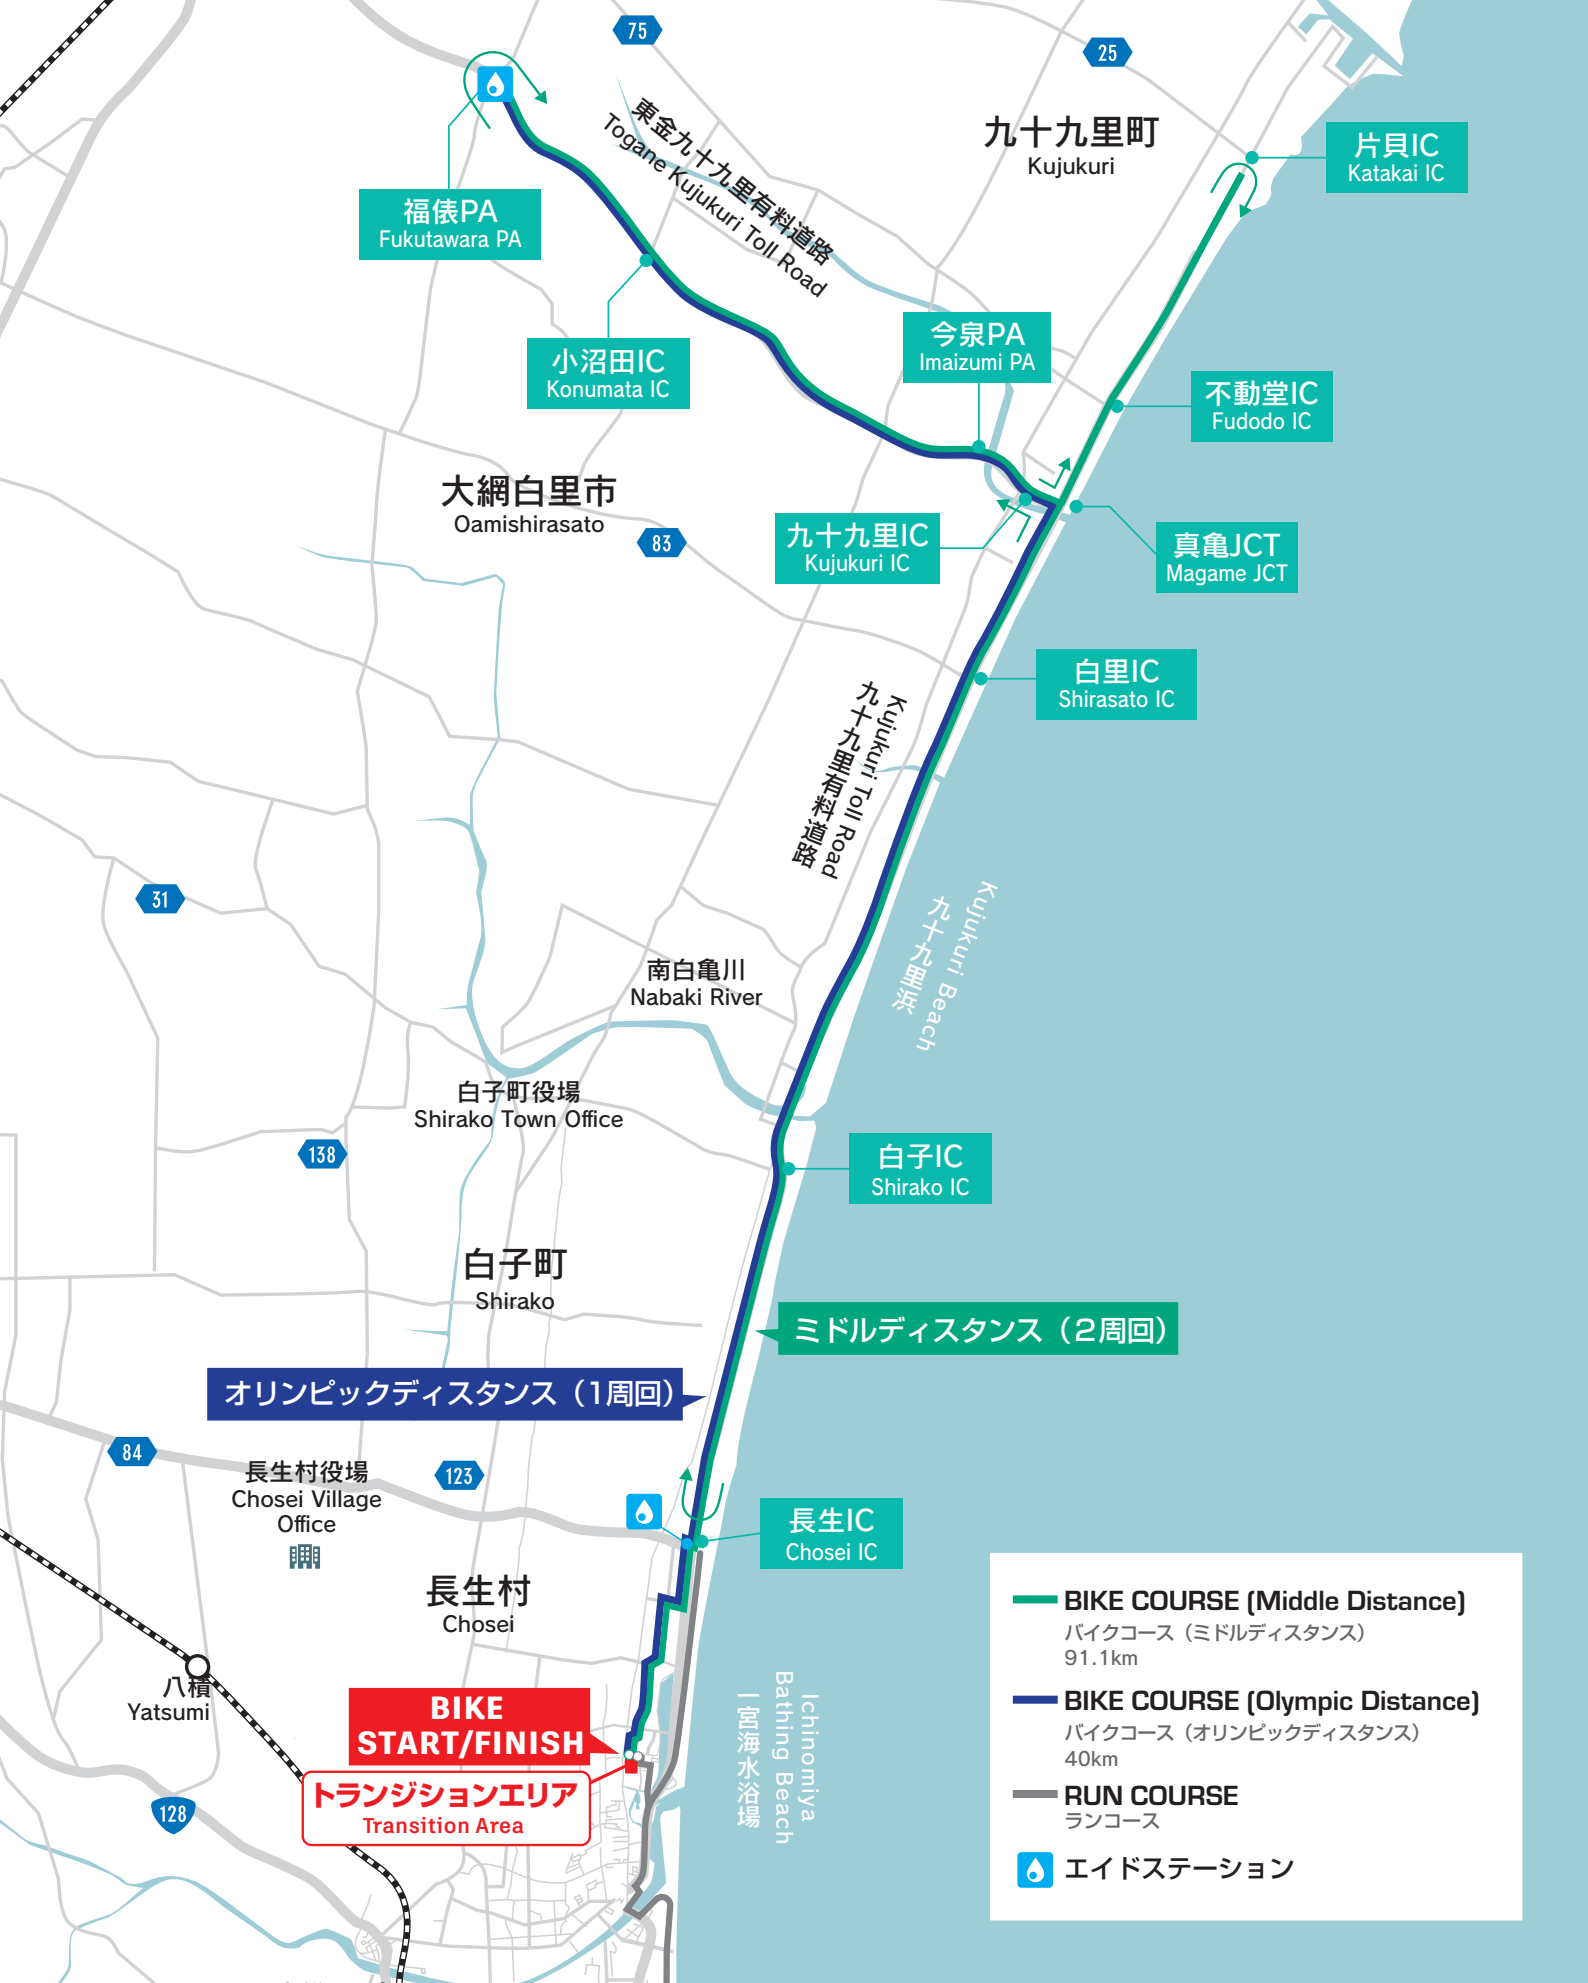 75
25
九十九里町
Kujukuri
片貝IC
Katakai IC
東金九十九里有料道路
Togane Kujukuri Toll Road
福俵PA
Fukutawara PA
今泉PA
Imaizumi PA
小沼田IC
Konumata IC
不動堂IC
Fudodo IC
大網白里市
Oamishirasato
83
九十九里IC
Kujukuri IC
真亀JCT
Magame JCT
白里IC
Shirasato IC
Kujukuri Toll Road
九十九里有料道路
31
Kujukuri Beach
九十九里浜
南白亀川
Nabaki River
白子町役場
Shirako Town Office
138
白子IC
Shirako IC
白子町
Shirako
ミドルディスタンス（2周回）
オリンピックディスタンス（1周回）
84
123
長生村役場
Chosei Village
Office
長生IC
Chosei IC
長生村
Chosei
八積
Yatsumi
BIKE
START/FINISH
トランジションエリア
Transition Area
128
Ichinomiya
Bathing Beach
一宮海水浴場
BIKE COURSE (Middle Distance)
バイクコース（ミドルディスタンス）
91.1km
BIKE COURSE (Olympic Distance)
バイクコース（オリンピックディスタンス）
40km
RUN COURSE
ランコース
エイドステーション